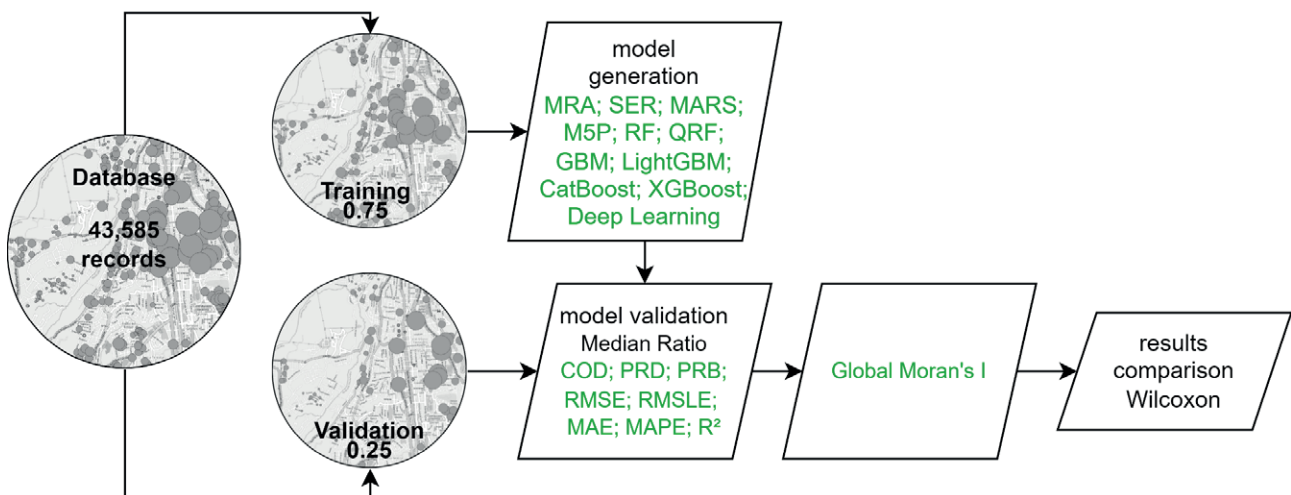 Database
43,585
records
Training
0.75
model
generation
MRA; SER; MARS;
M5P; RF; QRF;
GBM; LightGBM;
CatBoost; XGBoost;
Deep Learning
Validation
0.25
model validation
Median Ratio
COD; PRD; PRB;
RMSE; RMSLE;
MAE; MAPE; R²
Global Moran's I
results
comparison
Wilcoxon